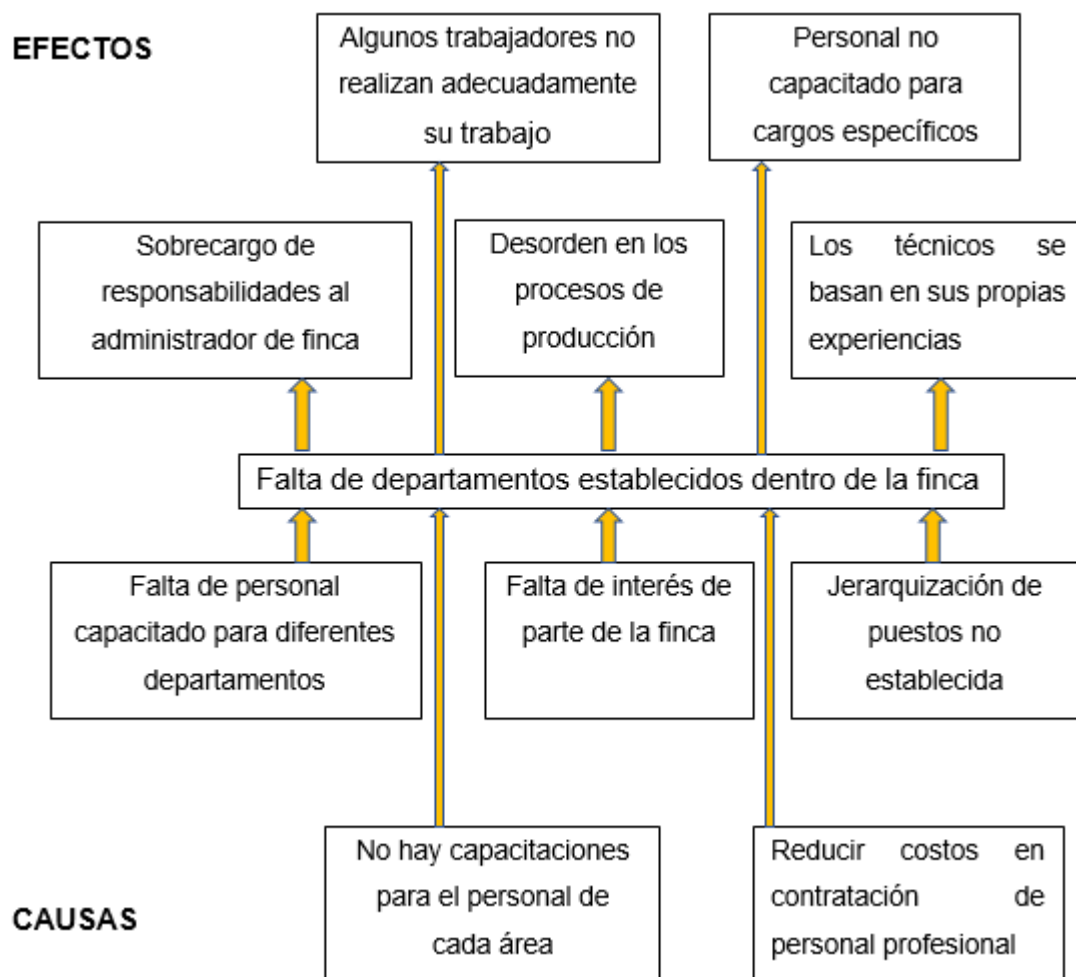 EFECTOS
Algunos trabajadores no
realizan adecuadamente
su trabajo
Personal no
capacitado para
cargos específicos
Sobrecargo de
responsabilidades al
administrador de finca
Desorden en los
procesos de
producción
Los técnicos se
basan en sus propias
experiencias
Falta de departamentos establecidos dentro de la finca
Falta de personal
capacitado para diferentes
departamentos
Falta de interés de
parte de la finca
Jerarquización de
puestos no
establecida
No hay capacitaciones
para el personal de
cada área
Reducir costos en
contratación de
personal profesional
CAUSAS